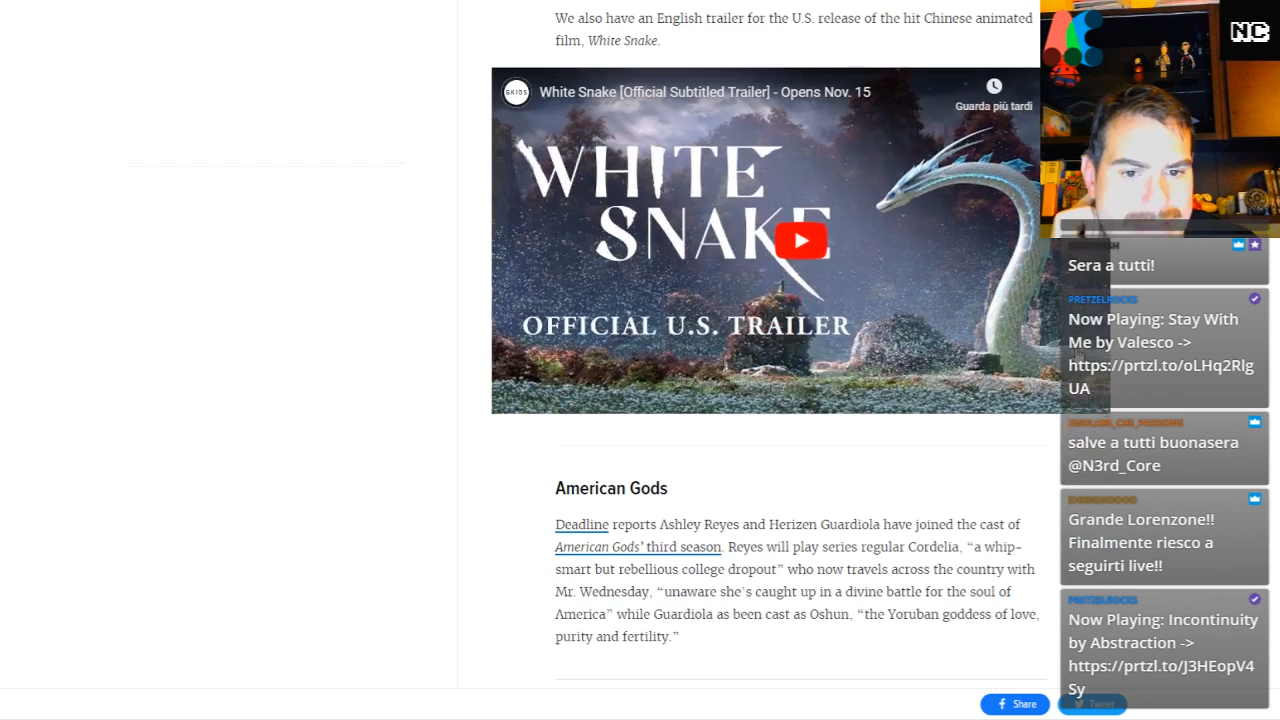 We also have an English trailer for the U.S. release of the hit Chinese animated
film, White Snake.
GKIDS
White Snake [Official Subtitled Trailer] - Opens Nov. 15
Guarda più tardi
WHITE
SNAKE
OFFICIAL U.S. TRAILER
American Gods
Deadline reports Ashley Reyes and Herizen Guardiola have joined the cast of
American Gods’ third season. Reyes will play series regular Cordelia, “a whip-
smart but rebellious college dropout” who now travels across the country with
Mr. Wednesday, “unaware she’s caught up in a divine battle for the soul of
America” while Guardiola as been cast as Oshun, “the Yoruban goddess of love,
purity and fertility.”
Share
Tweet
NC
Sera a tutti!
PRETZELROCKS
Now Playing: Stay With
Me by Valesco ->
https://prtzl.to/oLHq2Rlg
UA
salve a tutti buonasera
@N3rd_Core
Grande Lorenzone!!
Finalmente riesco a
seguirti live!!
PRETZELROCKS
Now Playing: Incontinuity
by Abstraction ->
https://prtzl.to/J3HEopV4
Sy